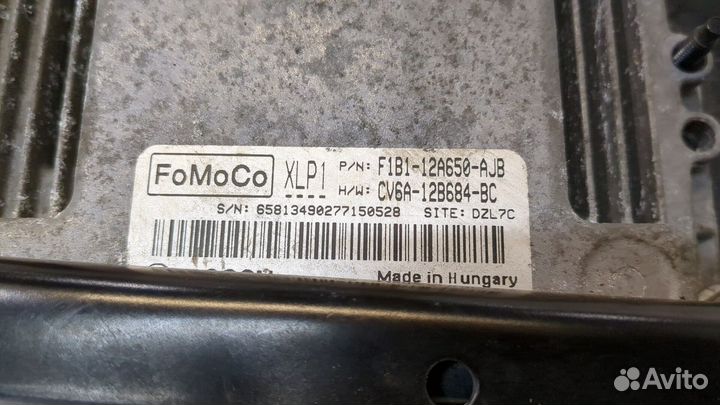 FoMoCo XLP1 P/N: F1B1-12A650-AJB
H/W: CV6A-12B684-BC
S/N: 65813490277150528 SITE: DZL7C
Made in Hungary
Avito